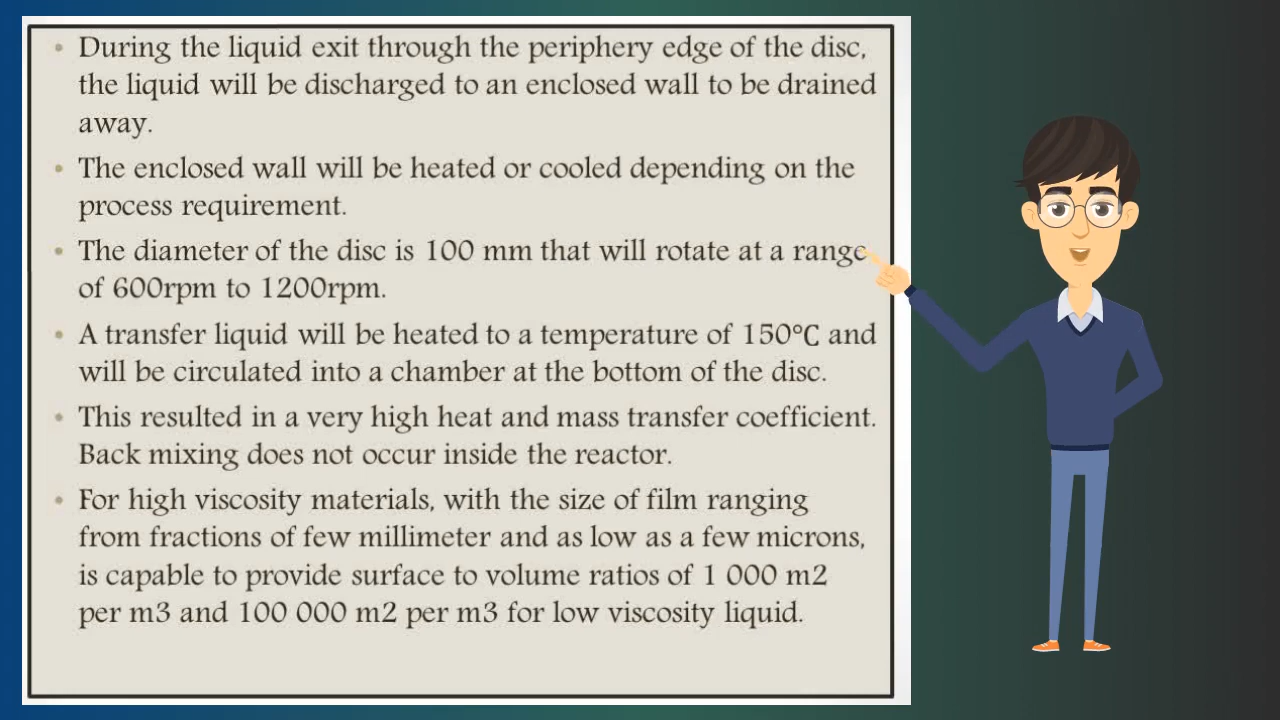 • During the liquid exit through the periphery edge of the disc,
the liquid will be discharged to an enclosed wall to be drained
away.
• The enclosed wall will be heated or cooled depending on the
process requirement.
• The diameter of the disc is 100 mm that will rotate at a range
of 600rpm to 1200rpm.
• A transfer liquid will be heated to a temperature of 150℃ and
will be circulated into a chamber at the bottom of the disc.
• This resulted in a very high heat and mass transfer coefficient.
Back mixing does not occur inside the reactor.
• For high viscosity materials, with the size of film ranging
from fractions of few millimeter and as low as a few microns,
is capable to provide surface to volume ratios of 1 000 m2
per m3 and 100 000 m2 per m3 for low viscosity liquid.